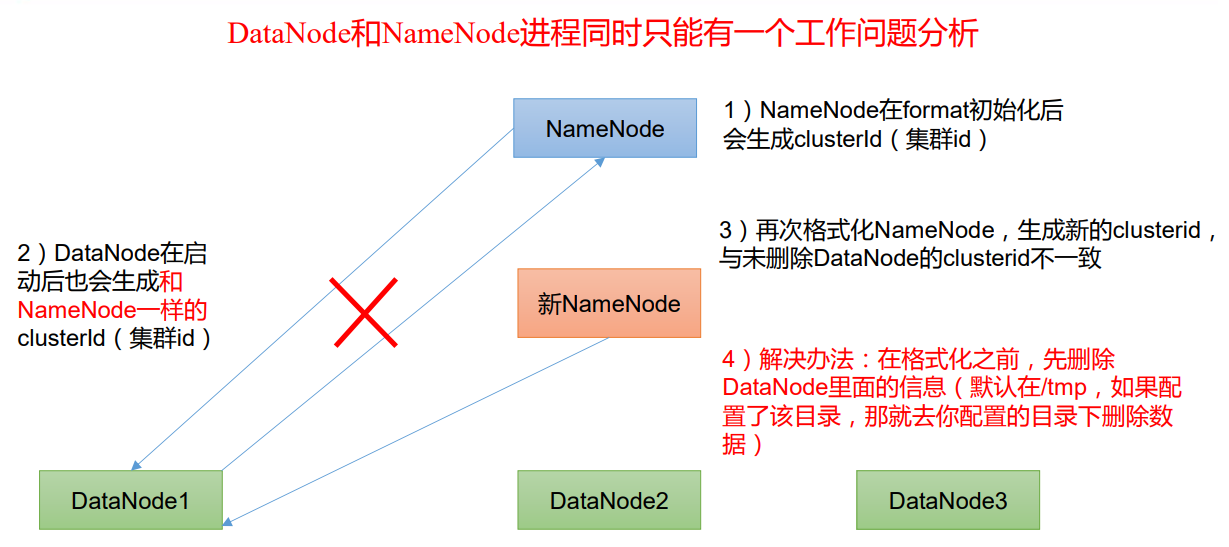 DataNode和NameNode进程同时只能有一个工作问题分析
NameNode
1）NameNode在format初始化后
会生成clusterId（集群id）
2）DataNode在启
动后也会生成和
NameNode一样的
clusterId（集群id）
3）再次格式化NameNode，生成新的clusterid，
与未删除DataNode的clusterid不一致
新NameNode
4）解决办法：在格式化之前，先删除
DataNode里面的信息（默认在/tmp，如果配
置了该目录，那就去你配置的目录下删除数
据）
DataNode1
DataNode2
DataNode3